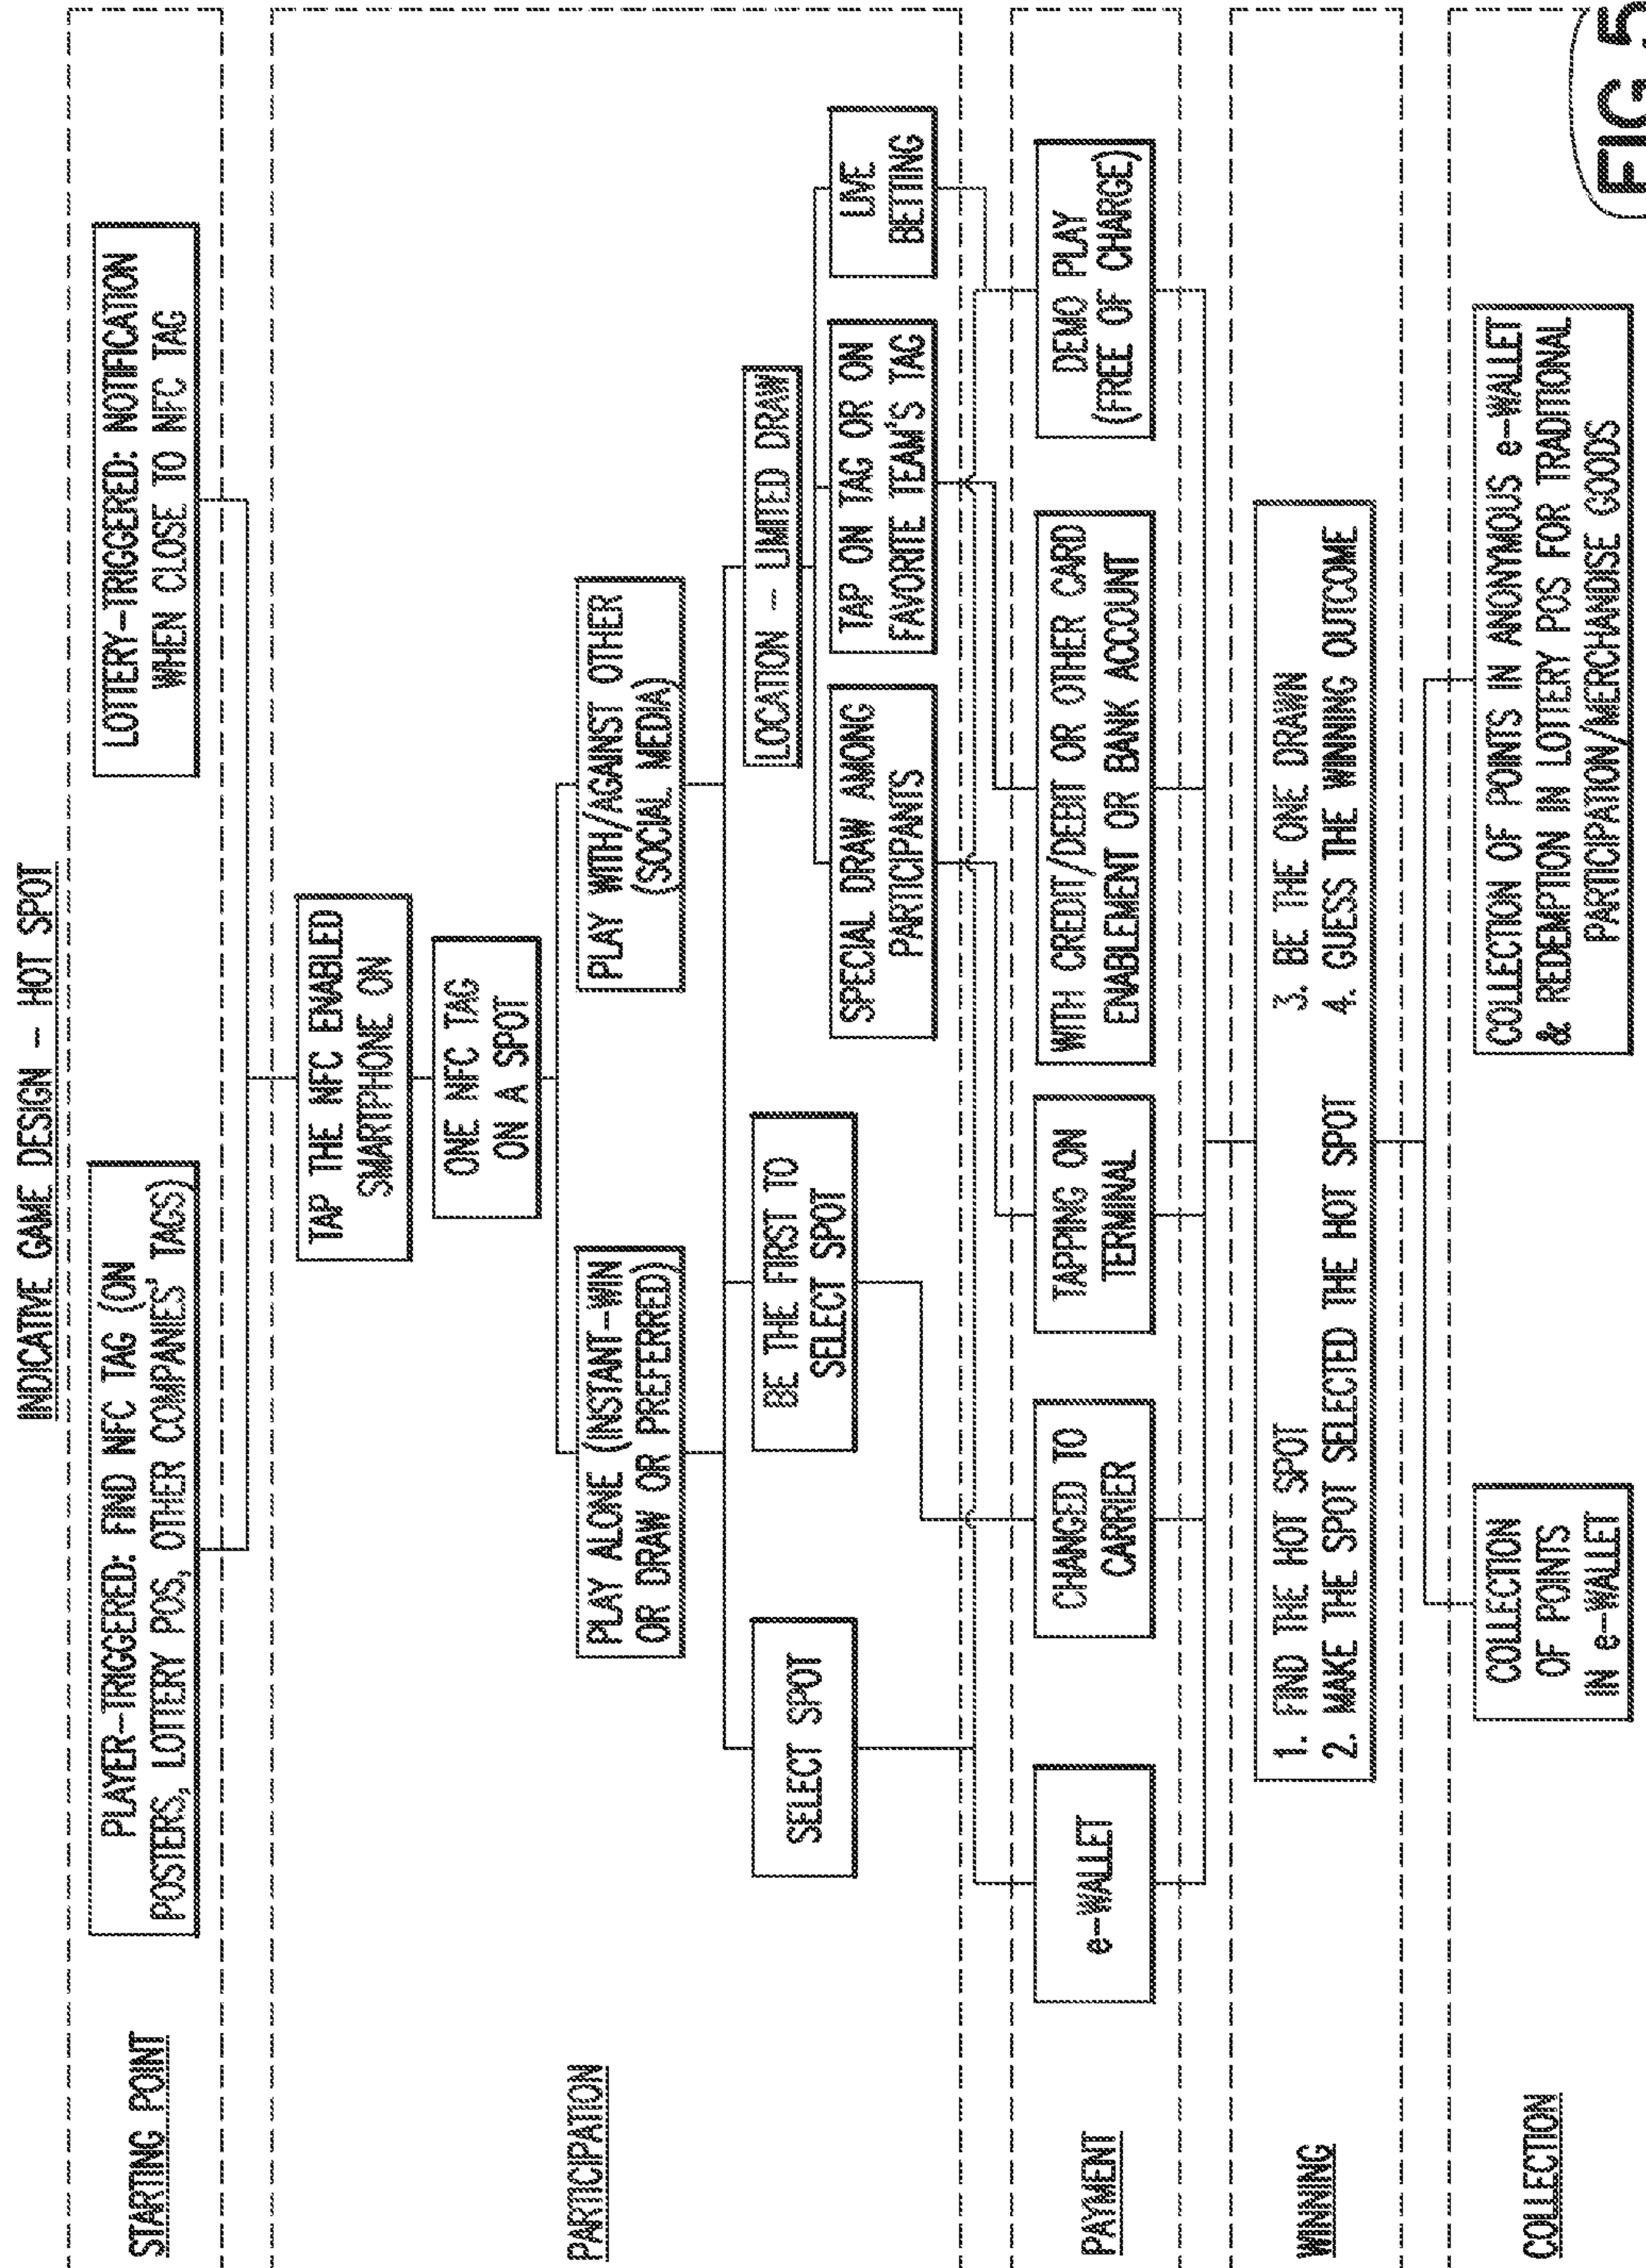 INDICATIVE GAME DESIGN – HOT SPOT
STARTING POINT
PLAYER–TRIGGERED: FIND NFC TAG (ON
POSTERS, LOTTERY POS, OTHER COMPANIES' TAGS)
LOTTERY–TRIGGERED: NOTIFICATION
WHEN CLOSE TO NFC TAG
PARTICIPATION
TAP THE NFC ENABLED
SMARTPHONE ON
ONE NFC TAG
ON A SPOT
PLAY ALONE (INSTANT–WIN
OR DRAW OR PREFERRED)
PLAY WITH/AGAINST OTHER
(SOCIAL MEDIA)
SELECT SPOT
BE THE FIRST TO
SELECT SPOT
LOCATION – LIMITED DRAW
SPECIAL DRAW AMONG
PARTICIPANTS
TAP ON TAG OR ON
FAVORITE TEAM'S TAG
LIVE
BETTING
PAYMENT
e–WALLET
CHANGED TO
CARRIER
TAPPING ON
TERMINAL
WITH CREDIT/DEBIT OR OTHER CARD
ENABLEMENT OR BANK ACCOUNT
DEMO PLAY
(FREE OF CHARGE)
WINNING
1. FIND THE HOT SPOT
2. MAKE THE SPOT SELECTED THE HOT SPOT
3. BE THE ONE DRAWN
4. GUESS THE WINNING OUTCOME
COLLECTION
COLLECTION
OF POINTS
IN e–WALLET
COLLECTION OF POINTS IN ANONYMOUS e–WALLET
& REDEMPTION IN LOTTERY POS FOR TRADITIONAL
PARTICIPATION/MERCHANDISE GOODS
FIG.5